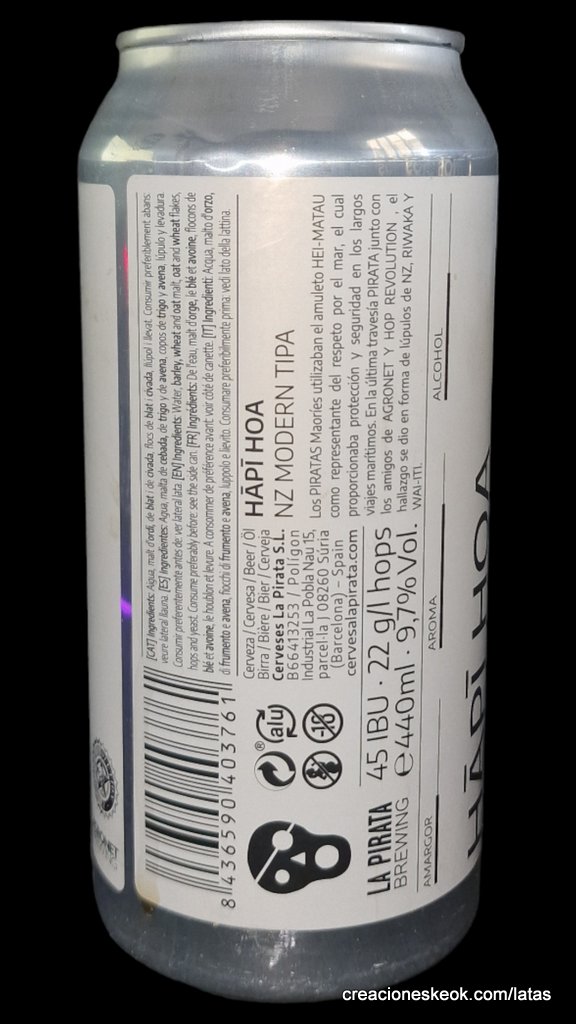 [CAT] Ingredients: Aigua, malt d'ordi, de blat i de civada, flocs de blat i civada, llúpol i llevat. Consumir preferiblement abans:
veure lateral llauna. [ES] Ingredientes: Agua, malta de cebada, de trigo y de avena, copos de trigo y avena, lúpulo y levadura.
Consumir preferentemente antes de: ver lateral lata. [EN] Ingredients: Water, barley, wheat and oat malt, oat and wheat flakes,
hops and yeast. Consume preferably before: see the side can. [FR] Ingrédients: De l'eau, malt d'orge, le blé et avoine, flocons de
blé et avoine, le houblon et levure. A consommer de préférence avant: voir côté de canette. [IT] Ingredienti: Acqua, malto d'orzo,
di frumento e avena, fiocchi di frumento e avena, luppolo e lievito. Consumare preferibilmente prima: vedi lato della lattina.
8 436590 403761
Cerveza / Cervesa / Beer / Öl
Birra / Bière / Bier / Cerveja
Cerveses La Pirata S.L.
B66413253 / Polígon
Industrial La Pobla Nau 15,
parcel·la J 08260 Súria
(Barcelona) – Spain
cervesalapirata.com
HĀPĪ HOA
NZ MODERN TIPA
Los PIRATAS Maoríes utilizaban el amuleto HEI-MATAU
como representante del respeto por el mar, el cual
proporcionaba protección y seguridad en los largos
viajes marítimos. En la última travesía PIRATA junto con
los amigos de AGRONET Y HOP REVOLUTION , el
hallazgo se dio en forma de lúpulos de NZ, RIWAKA Y
WAI-ITI.
alu
18
LA PIRATA
BREWING
45 IBU · 22 g/l hops
e440ml · 9,7% Vol.
AMARGOR
AROMA
ALCOHOL
HĀPĪ HOA
creacioneskeok.com/latas